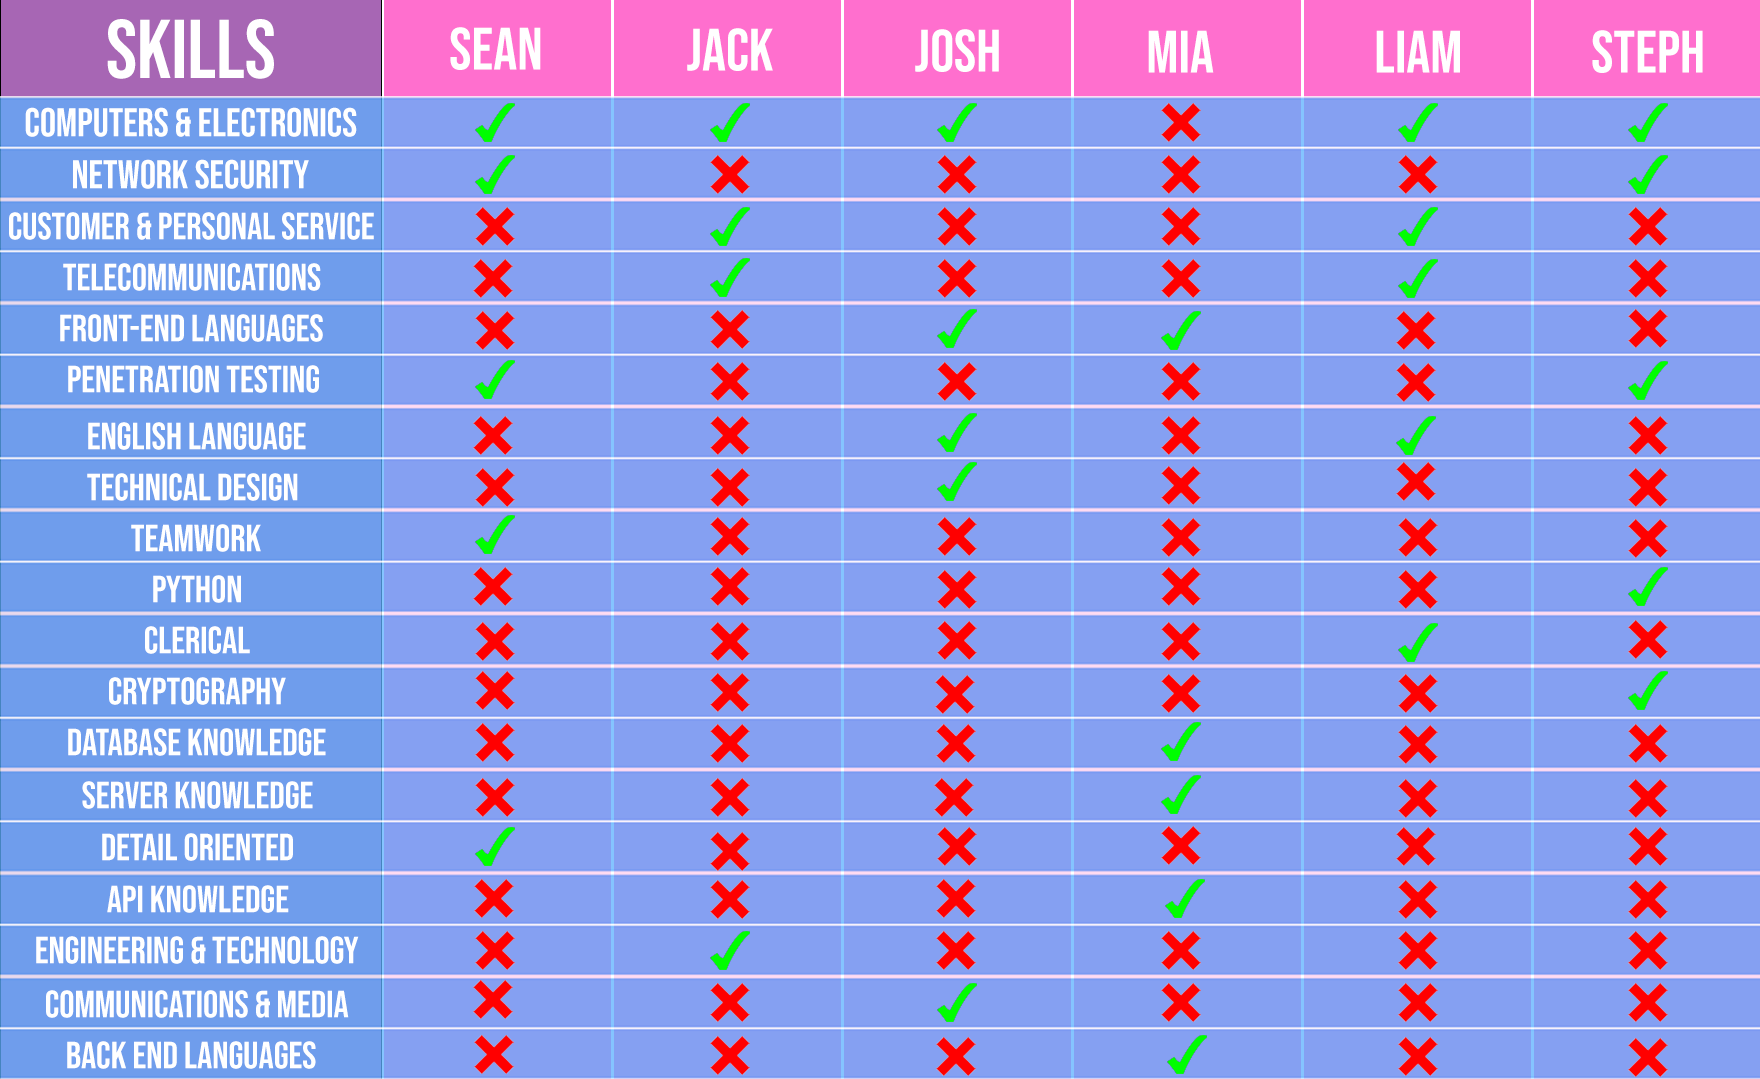 SKILLS SEAN JACK JOSH MIA LIAM STEPH
COMPUTERS & ELECTRONICS
NETWORK SECURITY
CUSTOMER & PERSONAL SERVICE
TELECOMMUNICATIONS
FRONT-END LANGUAGES
PENETRATION TESTING
ENGLISH LANGUAGE
TECHNICAL DESIGN
TEAMWORK
PYTHON
CLERICAL
CRYPTOGRAPHY
DATABASE KNOWLEDGE
SERVER KNOWLEDGE
DETAIL ORIENTED
API KNOWLEDGE
ENGINEERING & TECHNOLOGY
COMMUNICATIONS & MEDIA
BACK END LANGUAGES